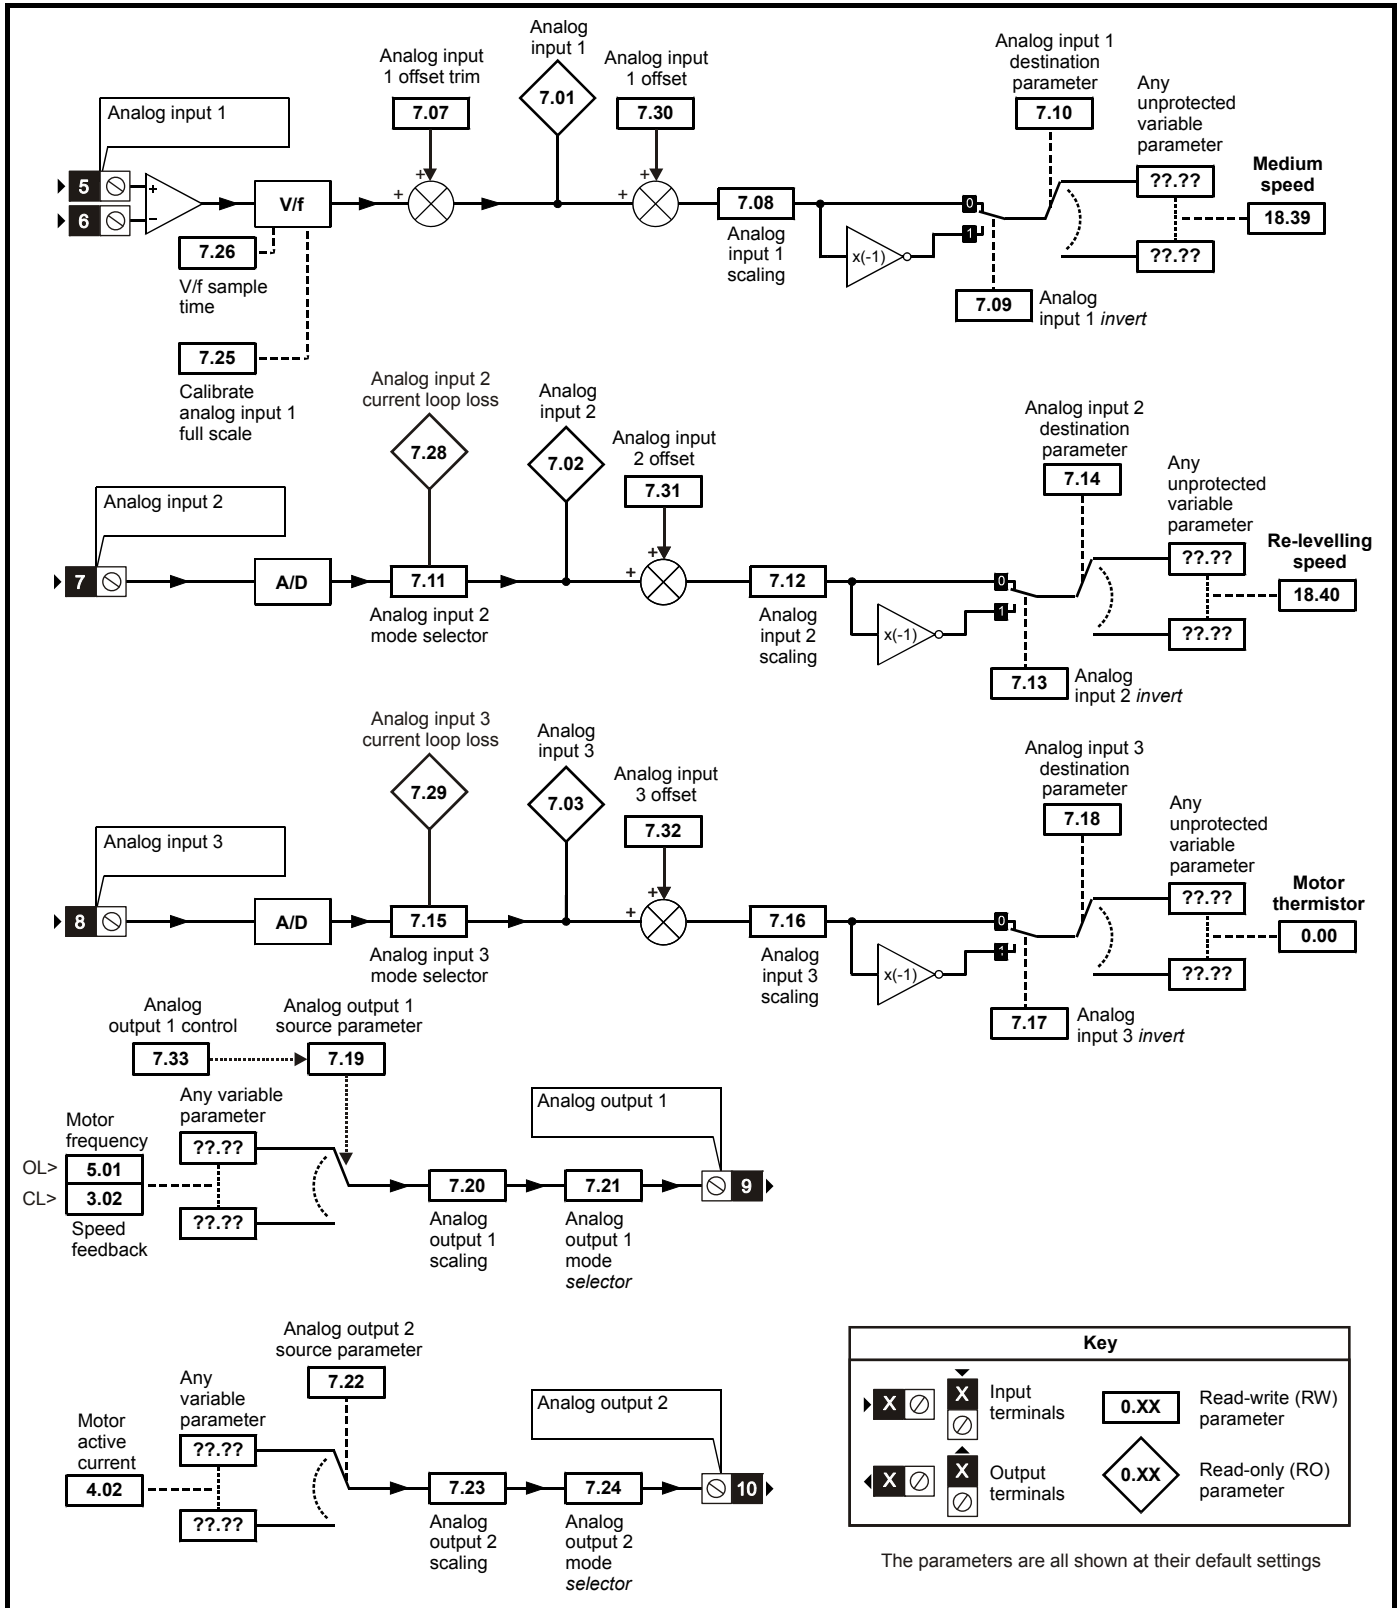 Analog input 1
5
6
+
−
V/f
7.26
V/f sample
time
7.25
Calibrate
analog input 1
full scale
Analog input
1 offset trim
7.07
+
+
Analog
input 1
7.01
Analog input
1 offset
7.30
+
+
7.08
Analog
input 1
scaling
x(-1)
0
1
7.09
Analog
input 1 invert
Analog input 1
destination
parameter
7.10
Any
unprotected
variable
parameter
??.??
??.??
Medium
speed
18.39
Analog input 2
7
A/D
Analog input 2
current loop loss
7.28
7.11
Analog input 2
mode selector
Analog
input 2
7.02
Analog input
2 offset
7.31
+
+
7.12
Analog
input 2
scaling
x(-1)
0
1
7.13
Analog
input 2 invert
Analog input 2
destination
parameter
7.14
Any
unprotected
variable
parameter
??.??
??.??
Re-levelling
speed
18.40
Analog input 3
8
A/D
Analog input 3
current loop loss
7.29
7.15
Analog input 3
mode selector
Analog
input 3
7.03
Analog input
3 offset
7.32
+
+
7.16
Analog
input 3
scaling
x(-1)
0
1
7.17
Analog
input 3 invert
Analog input 3
destination
parameter
7.18
Any
unprotected
variable
parameter
??.??
??.??
Motor
thermistor
0.00
Analog
output 1 control
7.33
Analog output 1
source parameter
7.19
Motor
frequency
OL>
5.01
CL>
3.02
Speed
feedback
Any variable
parameter
??.??
??.??
7.20
Analog
output 1
scaling
7.21
Analog
output 1
mode
selector
Analog output 1
9
Analog output 2
source parameter
7.22
Motor
active
current
4.02
Any
variable
parameter
??.??
??.??
7.23
Analog
output 2
scaling
7.24
Analog
output 2
mode
selector
Analog output 2
10
Key
X
X
Input
terminals
0.XX
Read-write (RW)
parameter
X
X
Output
terminals
0.XX
Read-only (RO)
parameter
The parameters are all shown at their default settings